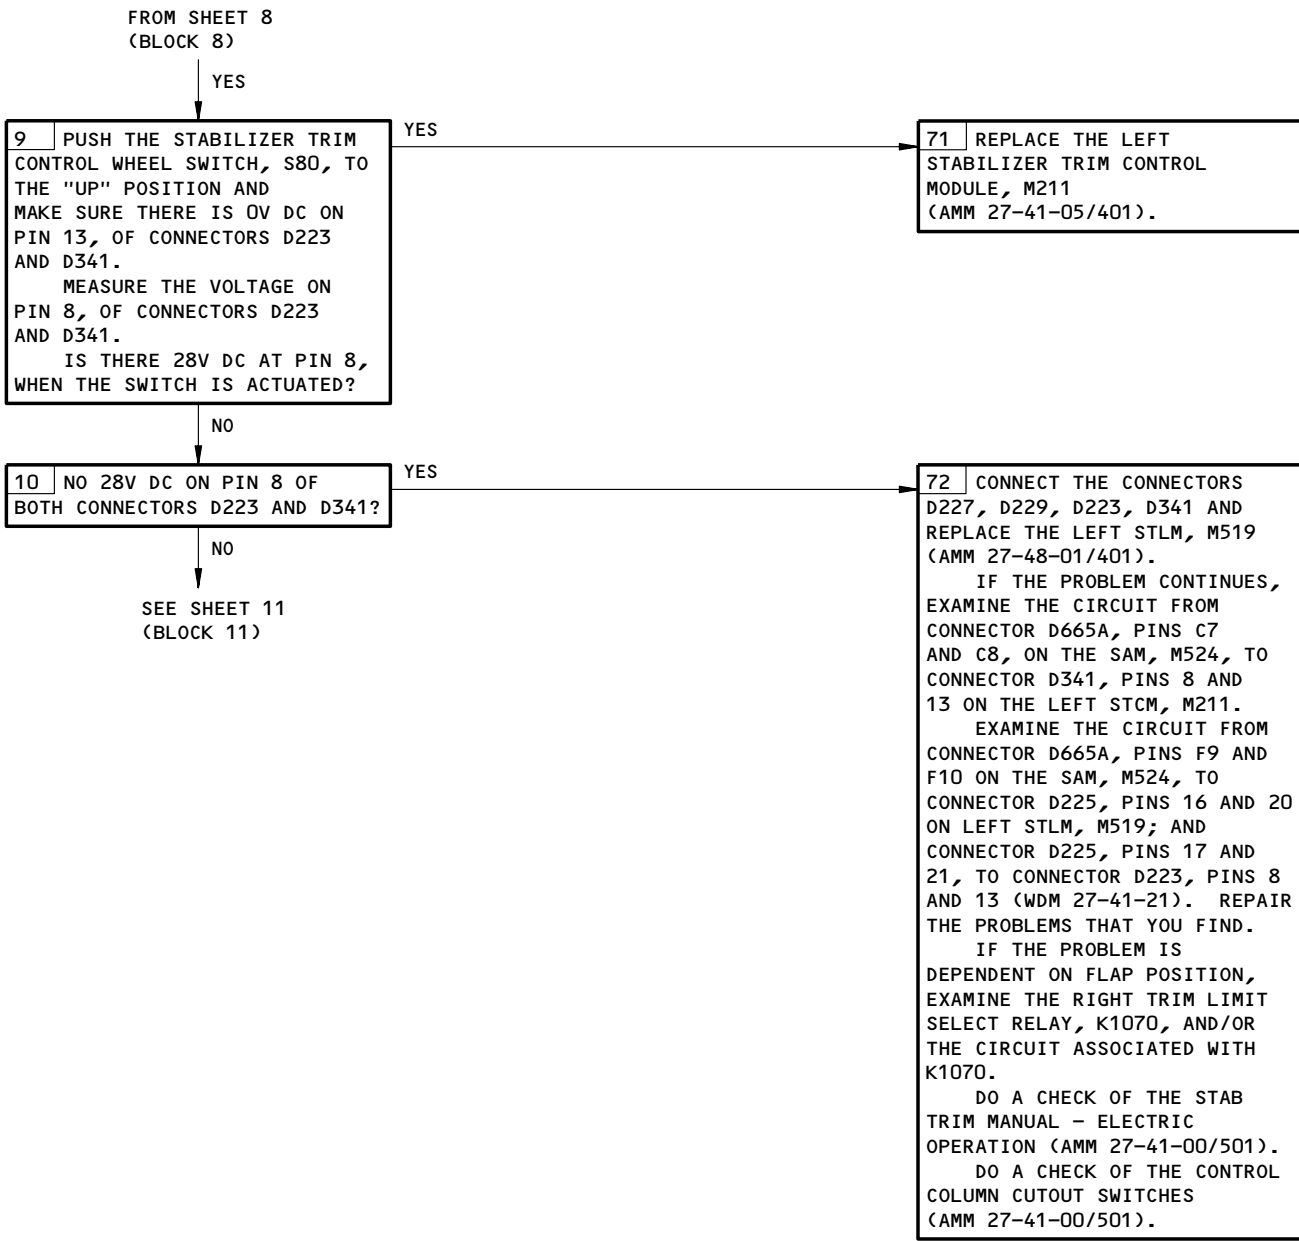 FROM SHEET 8
(BLOCK 8)
YES
9 PUSH THE STABILIZER TRIM
CONTROL WHEEL SWITCH, S80, TO
THE "UP" POSITION AND
MAKE SURE THERE IS 0V DC ON
PIN 13, OF CONNECTORS D223
AND D341.
MEASURE THE VOLTAGE ON
PIN 8, OF CONNECTORS D223
AND D341.
IS THERE 28V DC AT PIN 8,
WHEN THE SWITCH IS ACTUATED?
YES
71 REPLACE THE LEFT
STABILIZER TRIM CONTROL
MODULE, M211
(AMM 27-41-05/401).
NO
10 NO 28V DC ON PIN 8 OF
BOTH CONNECTORS D223 AND D341?
YES
72 CONNECT THE CONNECTORS
D227, D229, D223, D341 AND
REPLACE THE LEFT STLM, M519
(AMM 27-48-01/401).
IF THE PROBLEM CONTINUES,
EXAMINE THE CIRCUIT FROM
CONNECTOR D665A, PINS C7
AND C8, ON THE SAM, M524, TO
CONNECTOR D341, PINS 8 AND
13 ON THE LEFT STCM, M211.
EXAMINE THE CIRCUIT FROM
CONNECTOR D665A, PINS F9 AND
F10 ON THE SAM, M524, TO
CONNECTOR D225, PINS 16 AND 20
ON LEFT STLM, M519; AND
CONNECTOR D225, PINS 17 AND
21, TO CONNECTOR D223, PINS 8
AND 13 (WDM 27-41-21). REPAIR
THE PROBLEMS THAT YOU FIND.
IF THE PROBLEM IS
DEPENDENT ON FLAP POSITION,
EXAMINE THE RIGHT TRIM LIMIT
SELECT RELAY, K1070, AND/OR
THE CIRCUIT ASSOCIATED WITH
K1070.
DO A CHECK OF THE STAB
TRIM MANUAL - ELECTRIC
OPERATION (AMM 27-41-00/501).
DO A CHECK OF THE CONTROL
COLUMN CUTOUT SWITCHES
(AMM 27-41-00/501).
NO
SEE SHEET 11
(BLOCK 11)